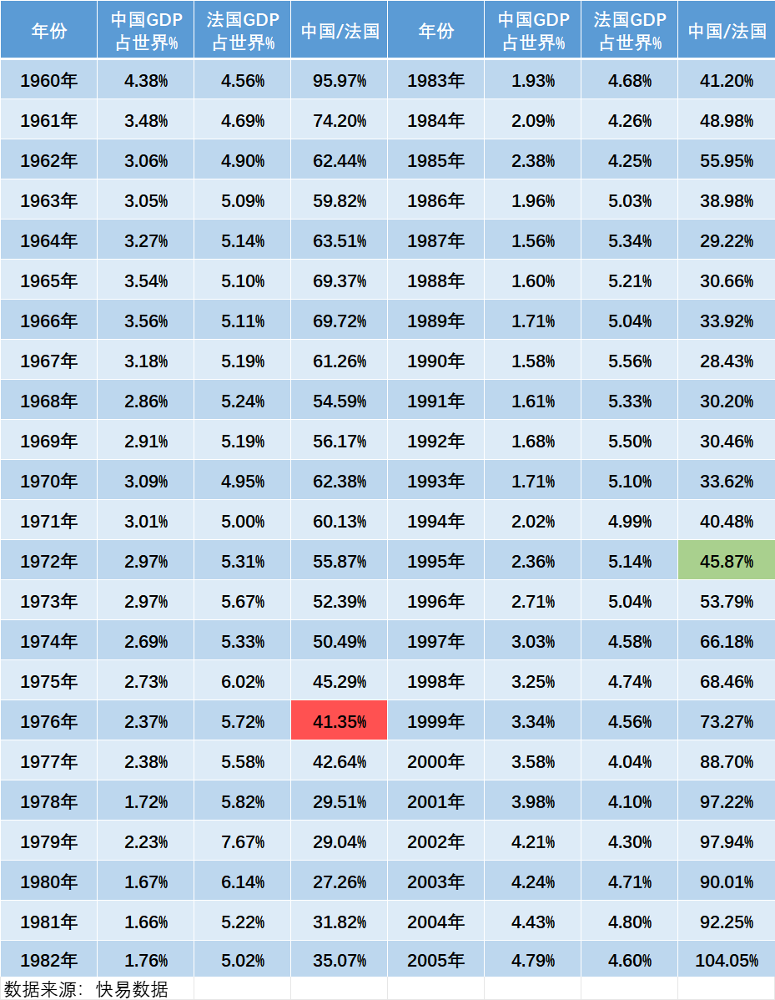 年份 中国GDP占世界% 法国GDP占世界% 中国/法国 年份 中国GDP占世界% 法国GDP占世界% 中国/法国
1960年 4.38% 4.56% 95.97% 1983年 1.93% 4.68% 41.20%
1961年 3.48% 4.69% 74.20% 1984年 2.09% 4.26% 48.98%
1962年 3.06% 4.90% 62.44% 1985年 2.38% 4.25% 55.95%
1963年 3.05% 5.09% 59.82% 1986年 1.96% 5.03% 38.98%
1964年 3.27% 5.14% 63.51% 1987年 1.56% 5.34% 29.22%
1965年 3.54% 5.10% 69.37% 1988年 1.60% 5.21% 30.66%
1966年 3.56% 5.11% 69.72% 1989年 1.71% 5.04% 33.92%
1967年 3.18% 5.19% 61.26% 1990年 1.58% 5.56% 28.43%
1968年 2.86% 5.24% 54.59% 1991年 1.61% 5.33% 30.20%
1969年 2.91% 5.19% 56.17% 1992年 1.68% 5.50% 30.46%
1970年 3.09% 4.95% 62.38% 1993年 1.71% 5.10% 33.62%
1971年 3.01% 5.00% 60.13% 1994年 2.02% 4.99% 40.48%
1972年 2.97% 5.31% 55.87% 1995年 2.36% 5.14% 45.87%
1973年 2.97% 5.67% 52.39% 1996年 2.71% 5.04% 53.79%
1974年 2.69% 5.33% 50.49% 1997年 3.03% 4.58% 66.18%
1975年 2.73% 6.02% 45.29% 1998年 3.25% 4.74% 68.46%
1976年 2.37% 5.72% 41.35% 1999年 3.34% 4.56% 73.27%
1977年 2.38% 5.58% 42.64% 2000年 3.58% 4.04% 88.70%
1978年 1.72% 5.82% 29.51% 2001年 3.98% 4.10% 97.22%
1979年 2.23% 7.67% 29.04% 2002年 4.21% 4.30% 97.94%
1980年 1.67% 6.14% 27.26% 2003年 4.24% 4.71% 90.01%
1981年 1.66% 5.22% 31.82% 2004年 4.43% 4.80% 92.25%
1982年 1.76% 5.02% 35.07% 2005年 4.79% 4.60% 104.05%
数据来源：快易数据